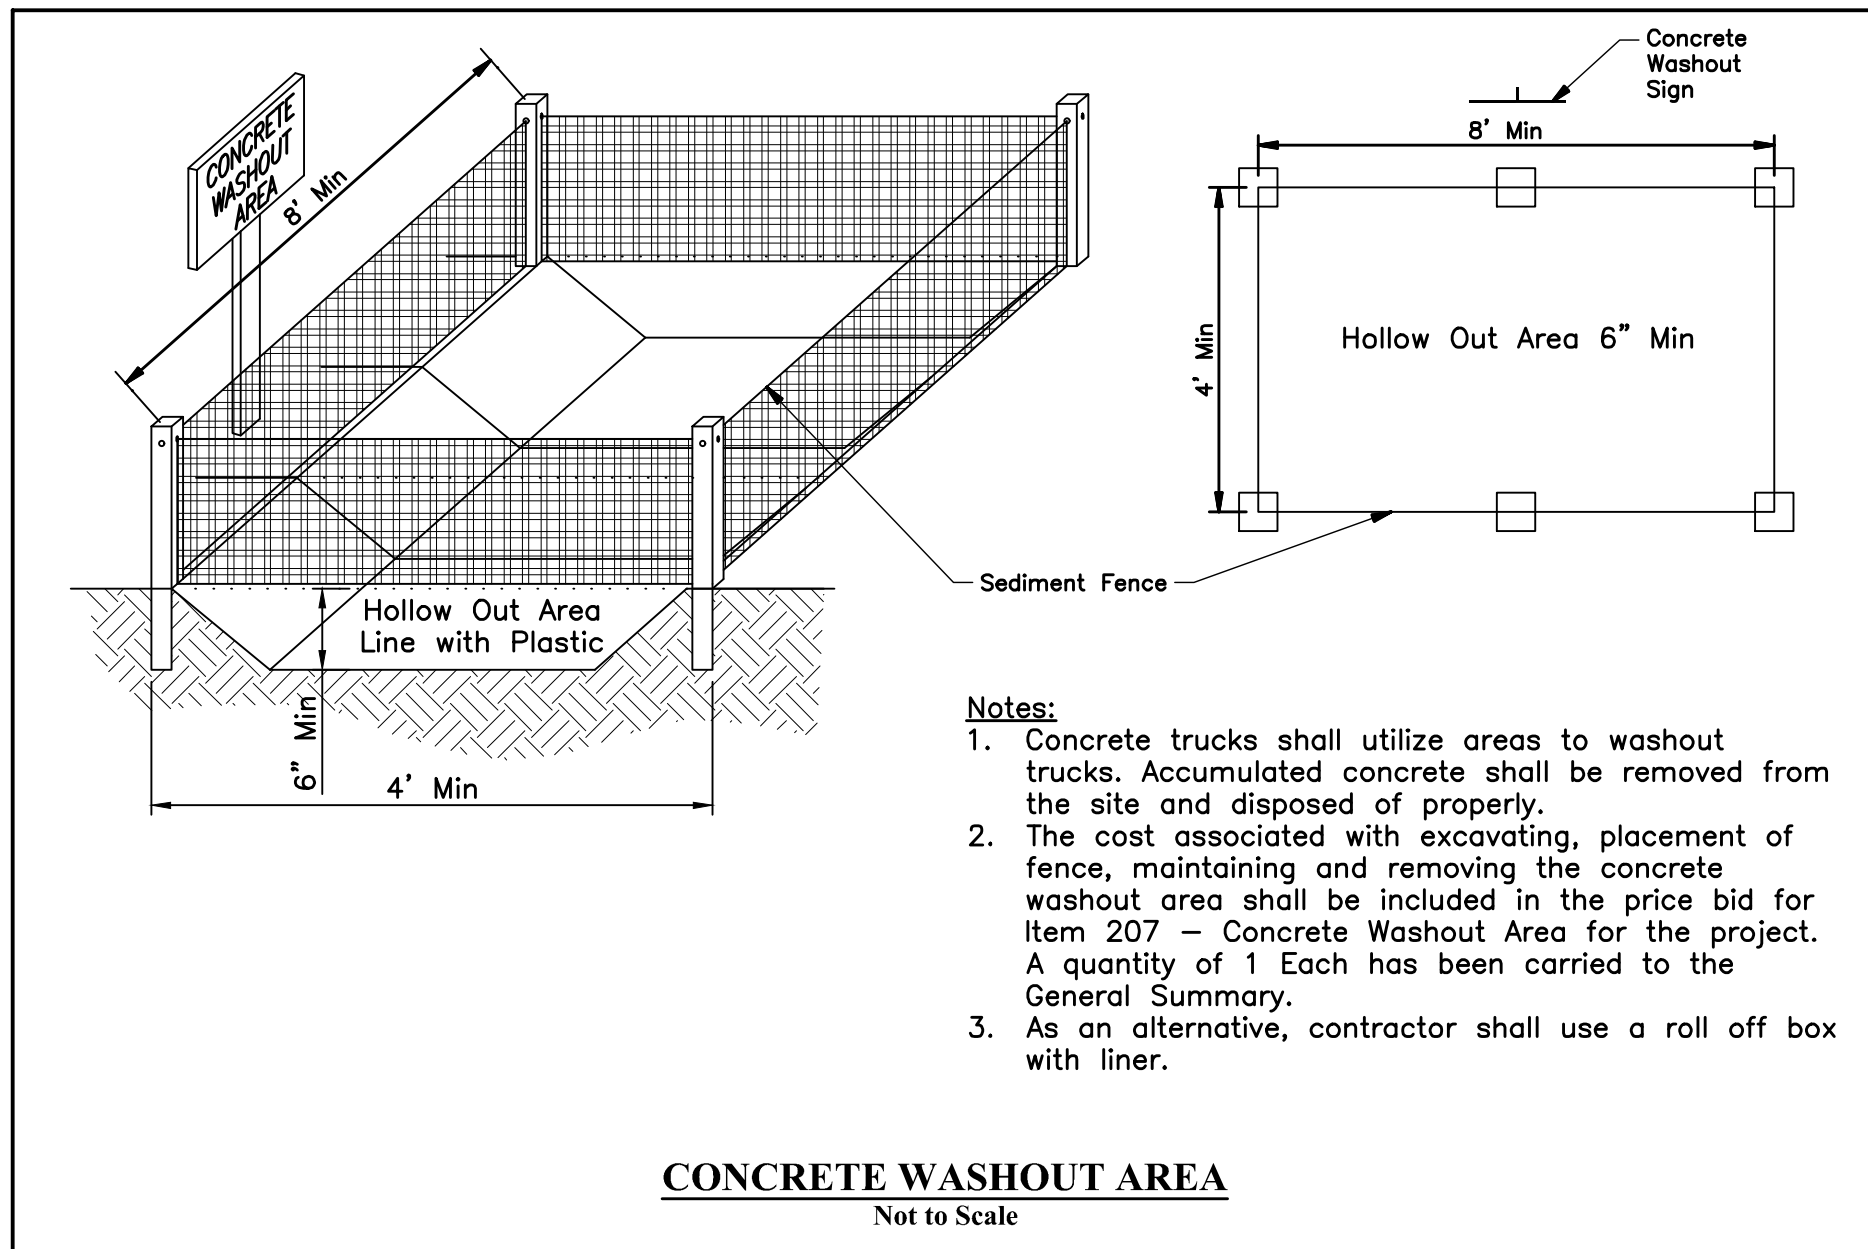 CONCRETE
WASHOUT
AREA
8' Min
Hollow Out Area
Line with Plastic
6" Min
4' Min
Concrete
Washout
Sign
8' Min
4' Min
Hollow Out Area 6" Min
Sediment Fence
Notes:
1. Concrete trucks shall utilize areas to washout
trucks. Accumulated concrete shall be removed from
the site and disposed of properly.
2. The cost associated with excavating, placement of
fence, maintaining and removing the concrete
washout area shall be included in the price bid for
Item 207 – Concrete Washout Area for the project.
A quantity of 1 Each has been carried to the
General Summary.
3. As an alternative, contractor shall use a roll off box
with liner.
CONCRETE WASHOUT AREA
Not to Scale